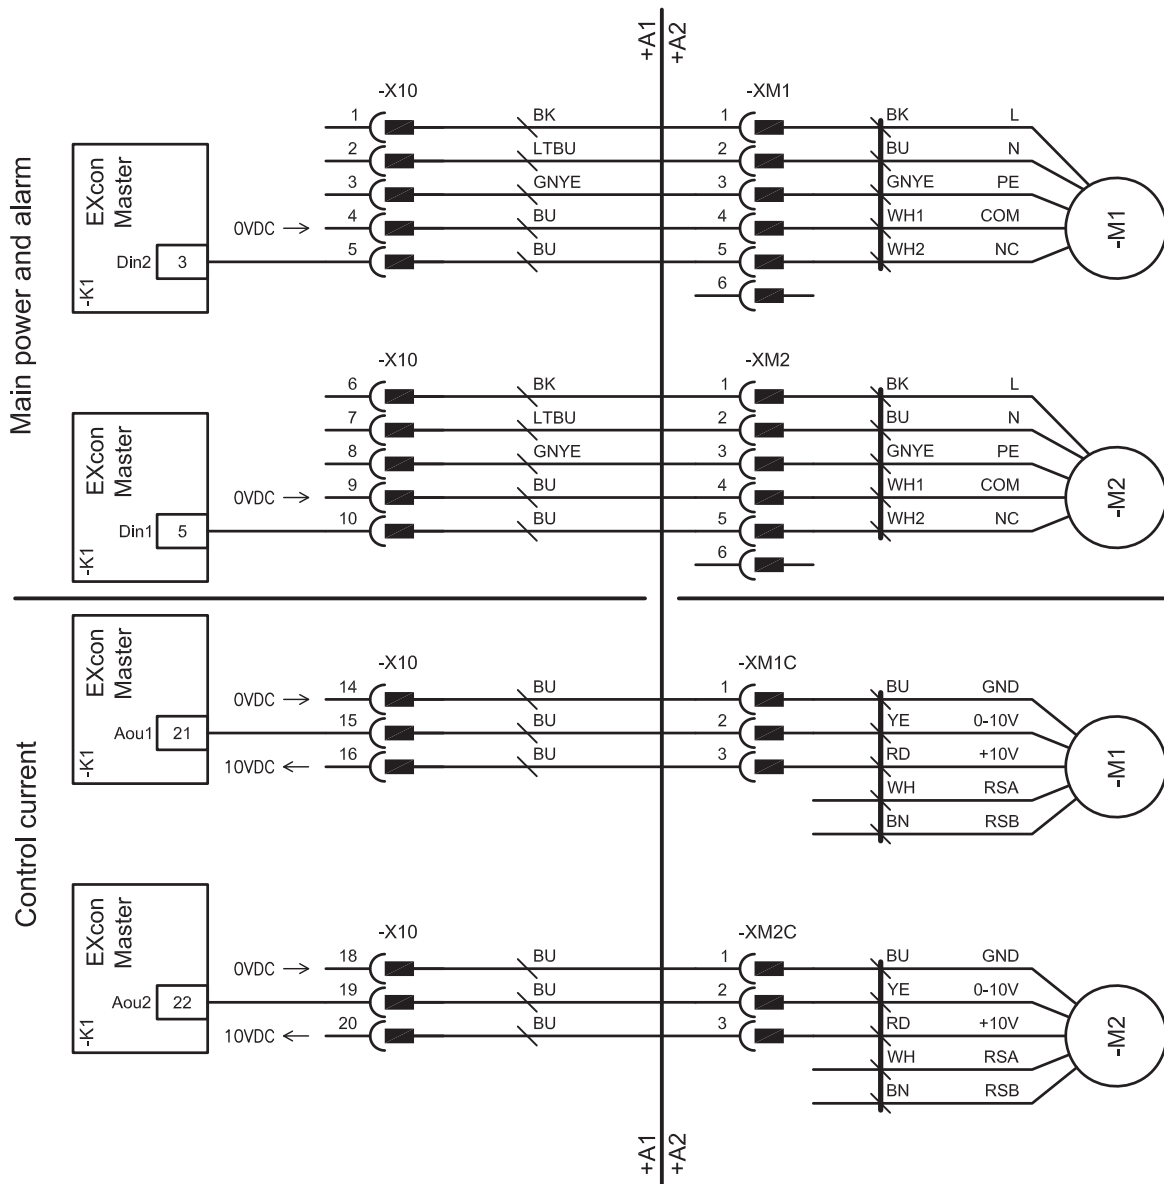 +A1
+A2
Main power and alarm
-X10
-XM1
EXcon
Master
-K1
Din2 3
0VDC →
1 BK 1 BK L
2 LTBU 2 BU N
3 GNYE 3 GNYE PE
4 BU 4 WH1 COM
5 BU 5 WH2 NC
6
-M1
-X10
-XM2
EXcon
Master
-K1
Din1 5
0VDC →
6 BK 1 BK L
7 LTBU 2 BU N
8 GNYE 3 GNYE PE
9 BU 4 WH1 COM
10 BU 5 WH2 NC
6
-M2
Control current
-X10
-XM1C
EXcon
Master
-K1
Aou1 21
0VDC → 14 BU 1 BU GND
15 BU 2 YE 0-10V
10VDC ← 16 BU 3 RD +10V
WH RSA
BN RSB
-M1
-X10
-XM2C
EXcon
Master
-K1
Aou2 22
0VDC → 18 BU 1 BU GND
19 BU 2 YE 0-10V
10VDC ← 20 BU 3 RD +10V
WH RSA
BN RSB
-M2
+A1
+A2